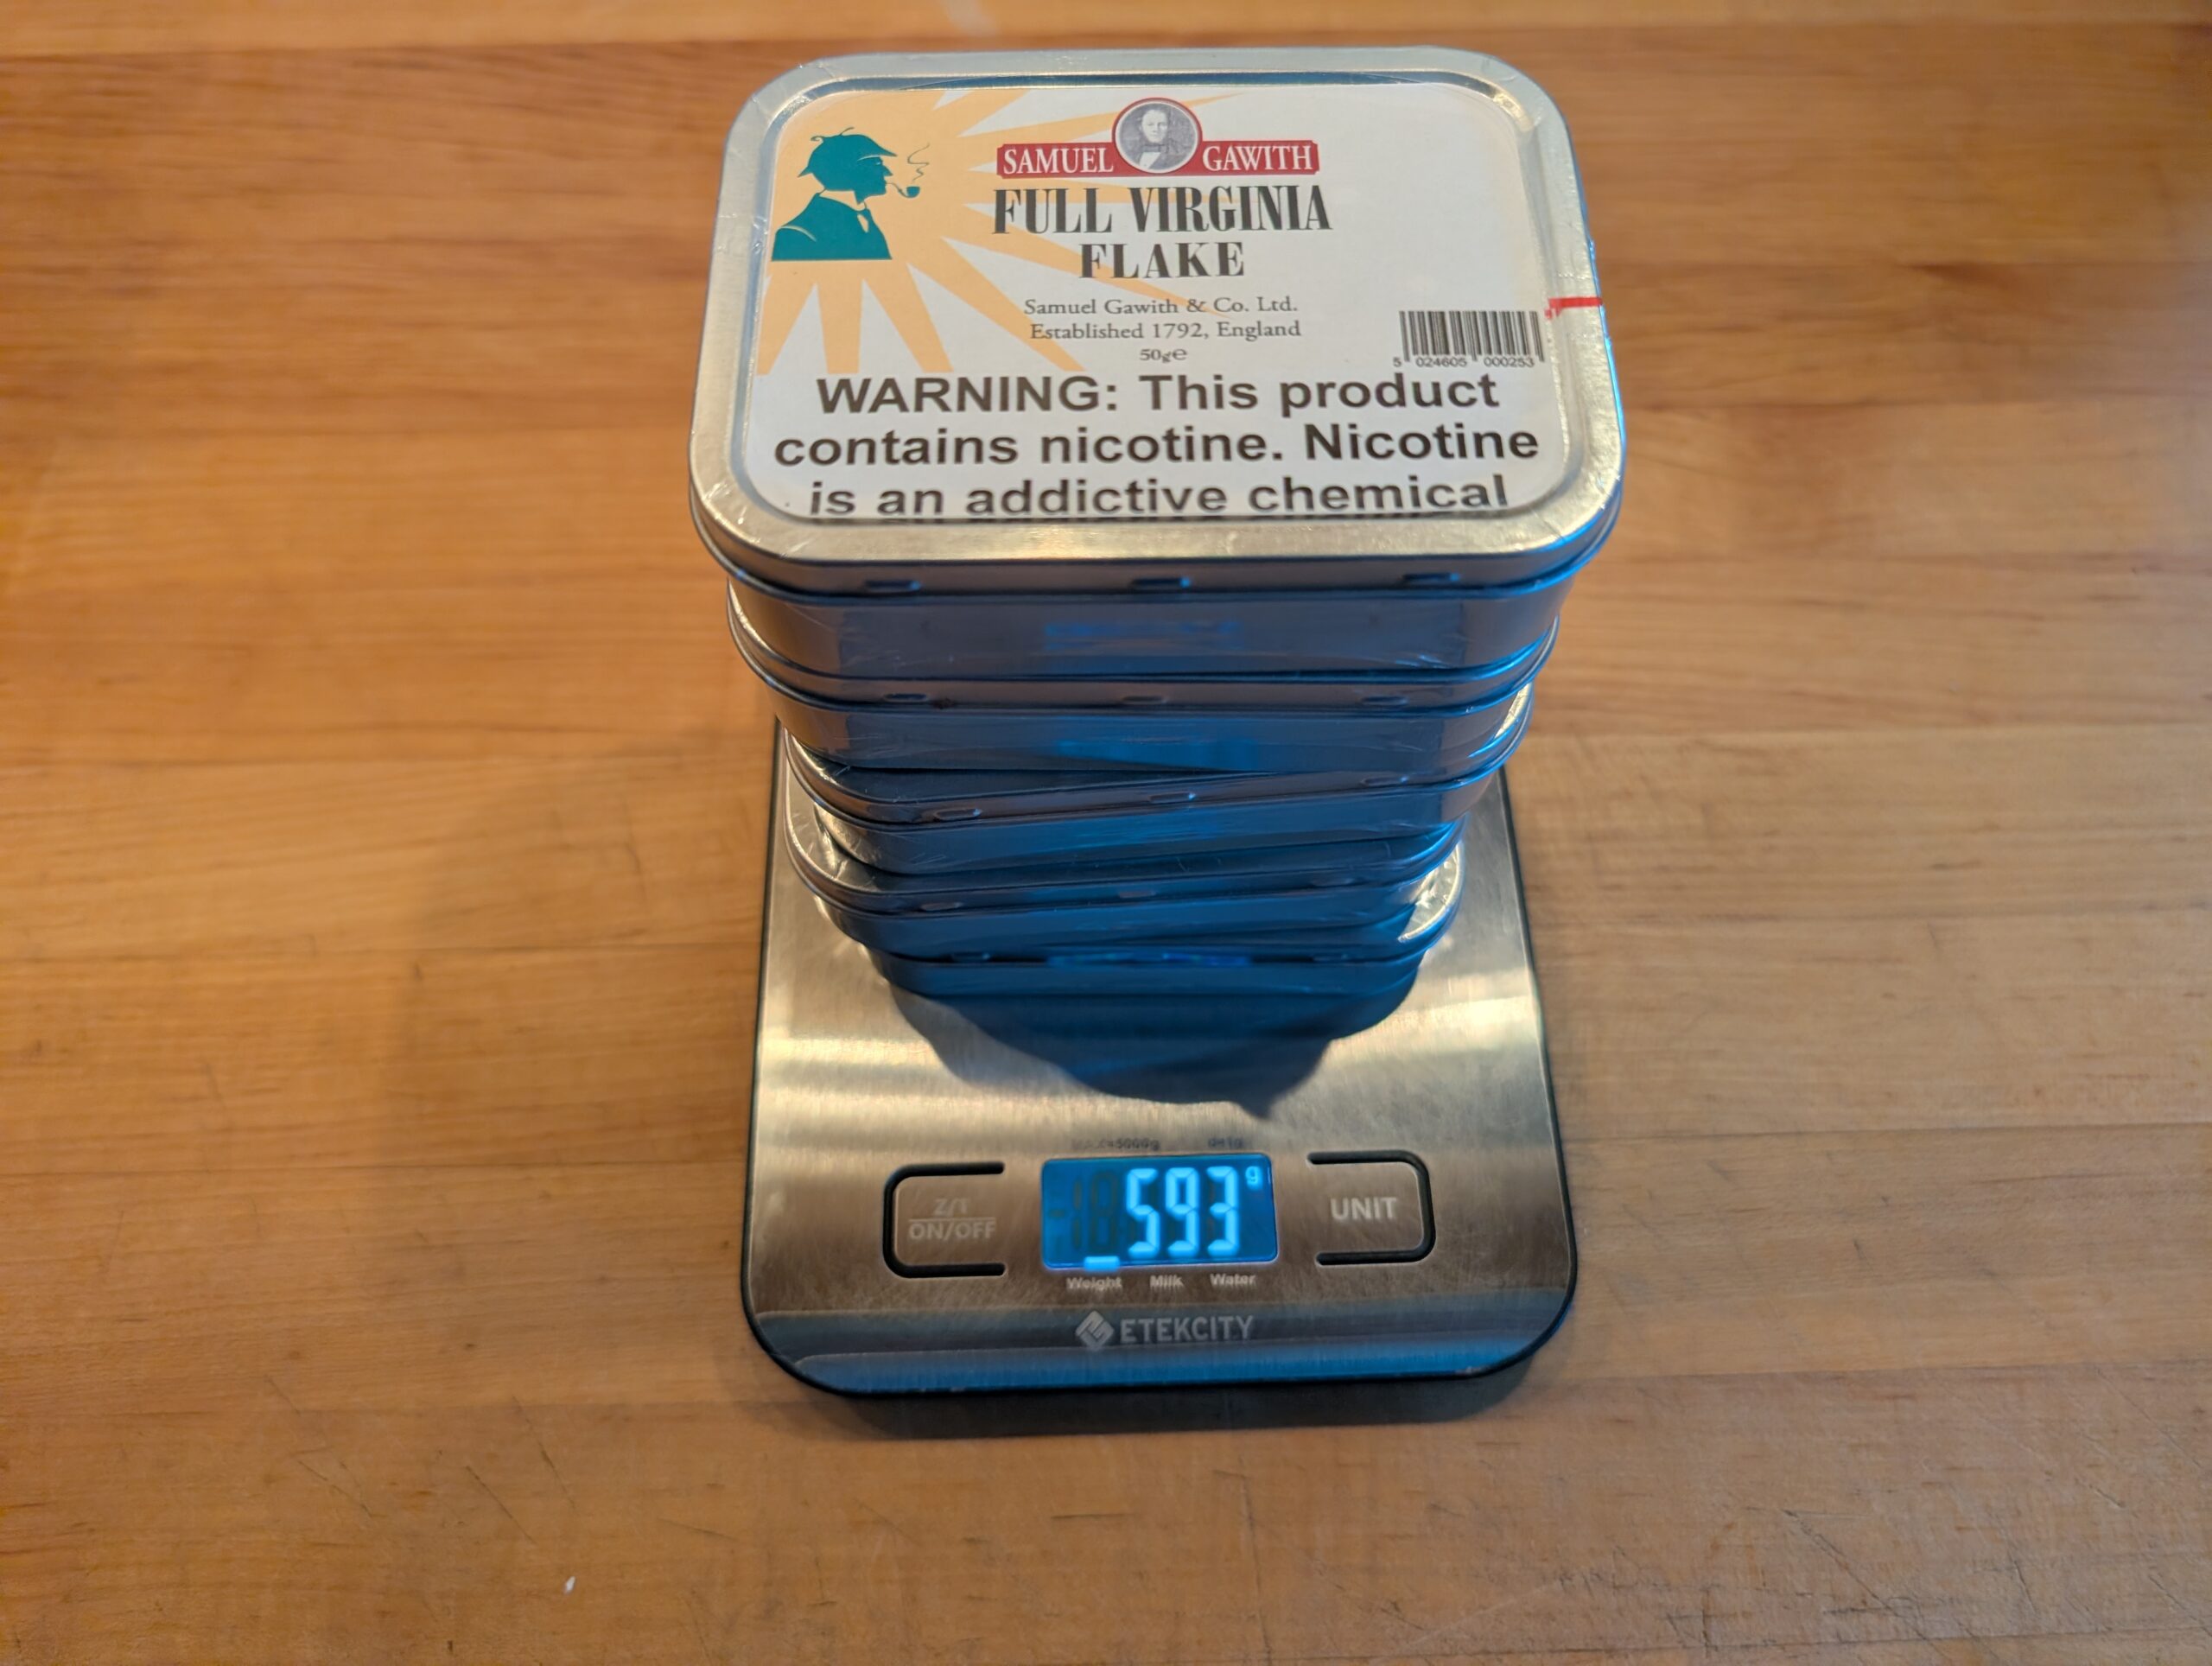 SAMUEL GAWITH
FULL VIRGINIA
FLAKE
Samuel Gawith & Co. Ltd.
Established 1792, England
50g℮
5 024605 000253
WARNING: This product
contains nicotine. Nicotine
is an addictive chemical
5000g
593 g
Z/T
ON/OFF
UNIT
Weight Milk Water
ETEKCITY